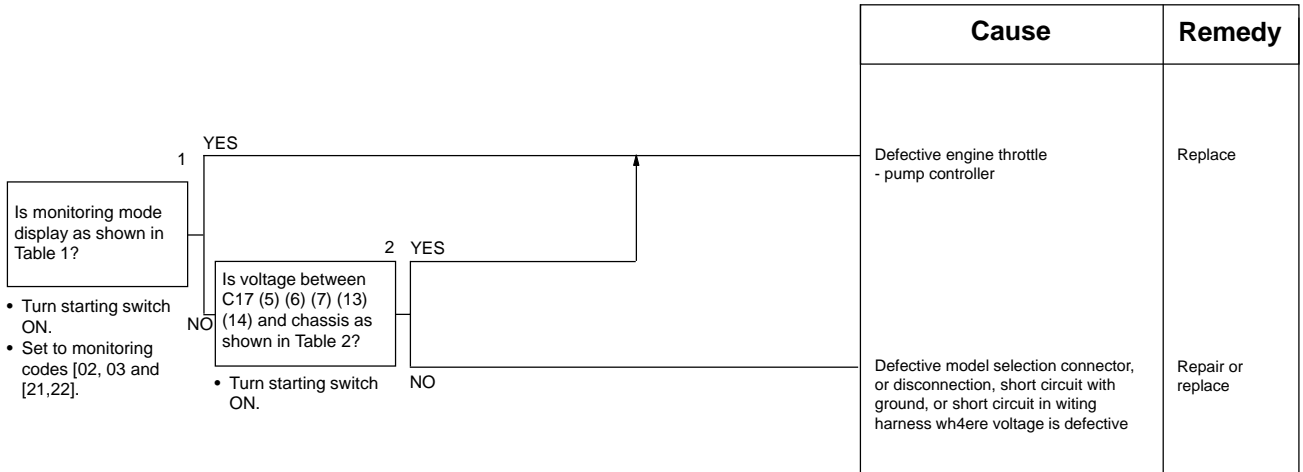 Cause
Remedy
YES
1
Is monitoring mode
display as shown in
Table 1?
• Turn starting switch
ON.
• Set to monitoring
codes [02, 03 and
[21,22].
NO
2 YES
Is voltage between
C17 (5) (6) (7) (13)
(14) and chassis as
shown in Table 2?
• Turn starting switch
ON.
NO
Defective engine throttle
- pump controller
Replace
Defective model selection connector,
or disconnection, short circuit with
ground, or short circuit in witing
harness wh4ere voltage is defective
Repair or
replace